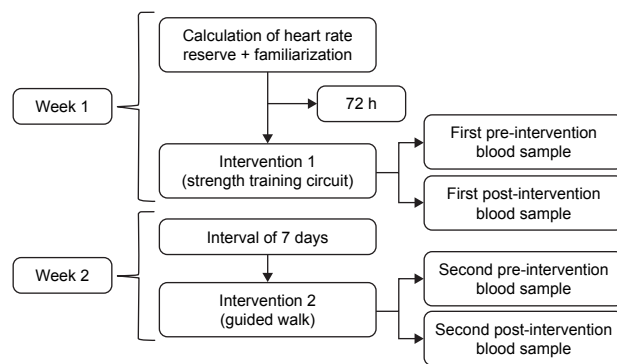 Calculation of heart rate
reserve + familiarization
Week 1
72 h
Intervention 1
(strength training circuit)
First pre-intervention
blood sample
First post-intervention
blood sample
Interval of 7 days
Week 2
Intervention 2
(guided walk)
Second pre-intervention
blood sample
Second post-intervention
blood sample